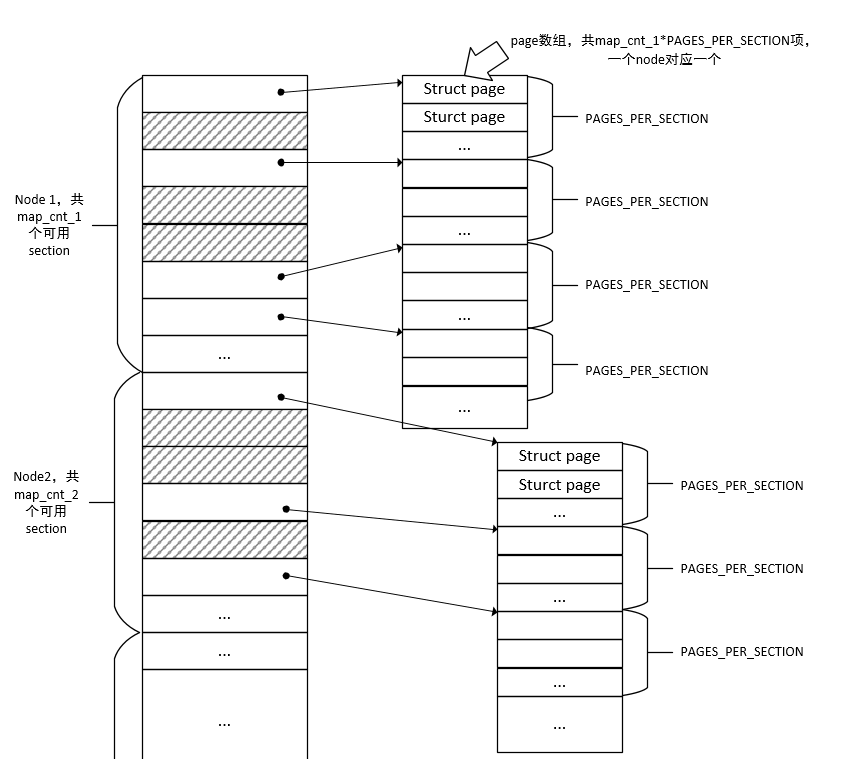 page数组，共map_cnt_1*PAGES_PER_SECTION项，
一个node对应一个
Struct page
Sturct page
...
PAGES_PER_SECTION
...
PAGES_PER_SECTION
Node 1，共
map_cnt_1
个可用
section
...
PAGES_PER_SECTION
...
PAGES_PER_SECTION
...
Struct page
Sturct page
...
PAGES_PER_SECTION
Node2，共
map_cnt_2
个可用
section
...
PAGES_PER_SECTION
...
PAGES_PER_SECTION
...
...
...
...